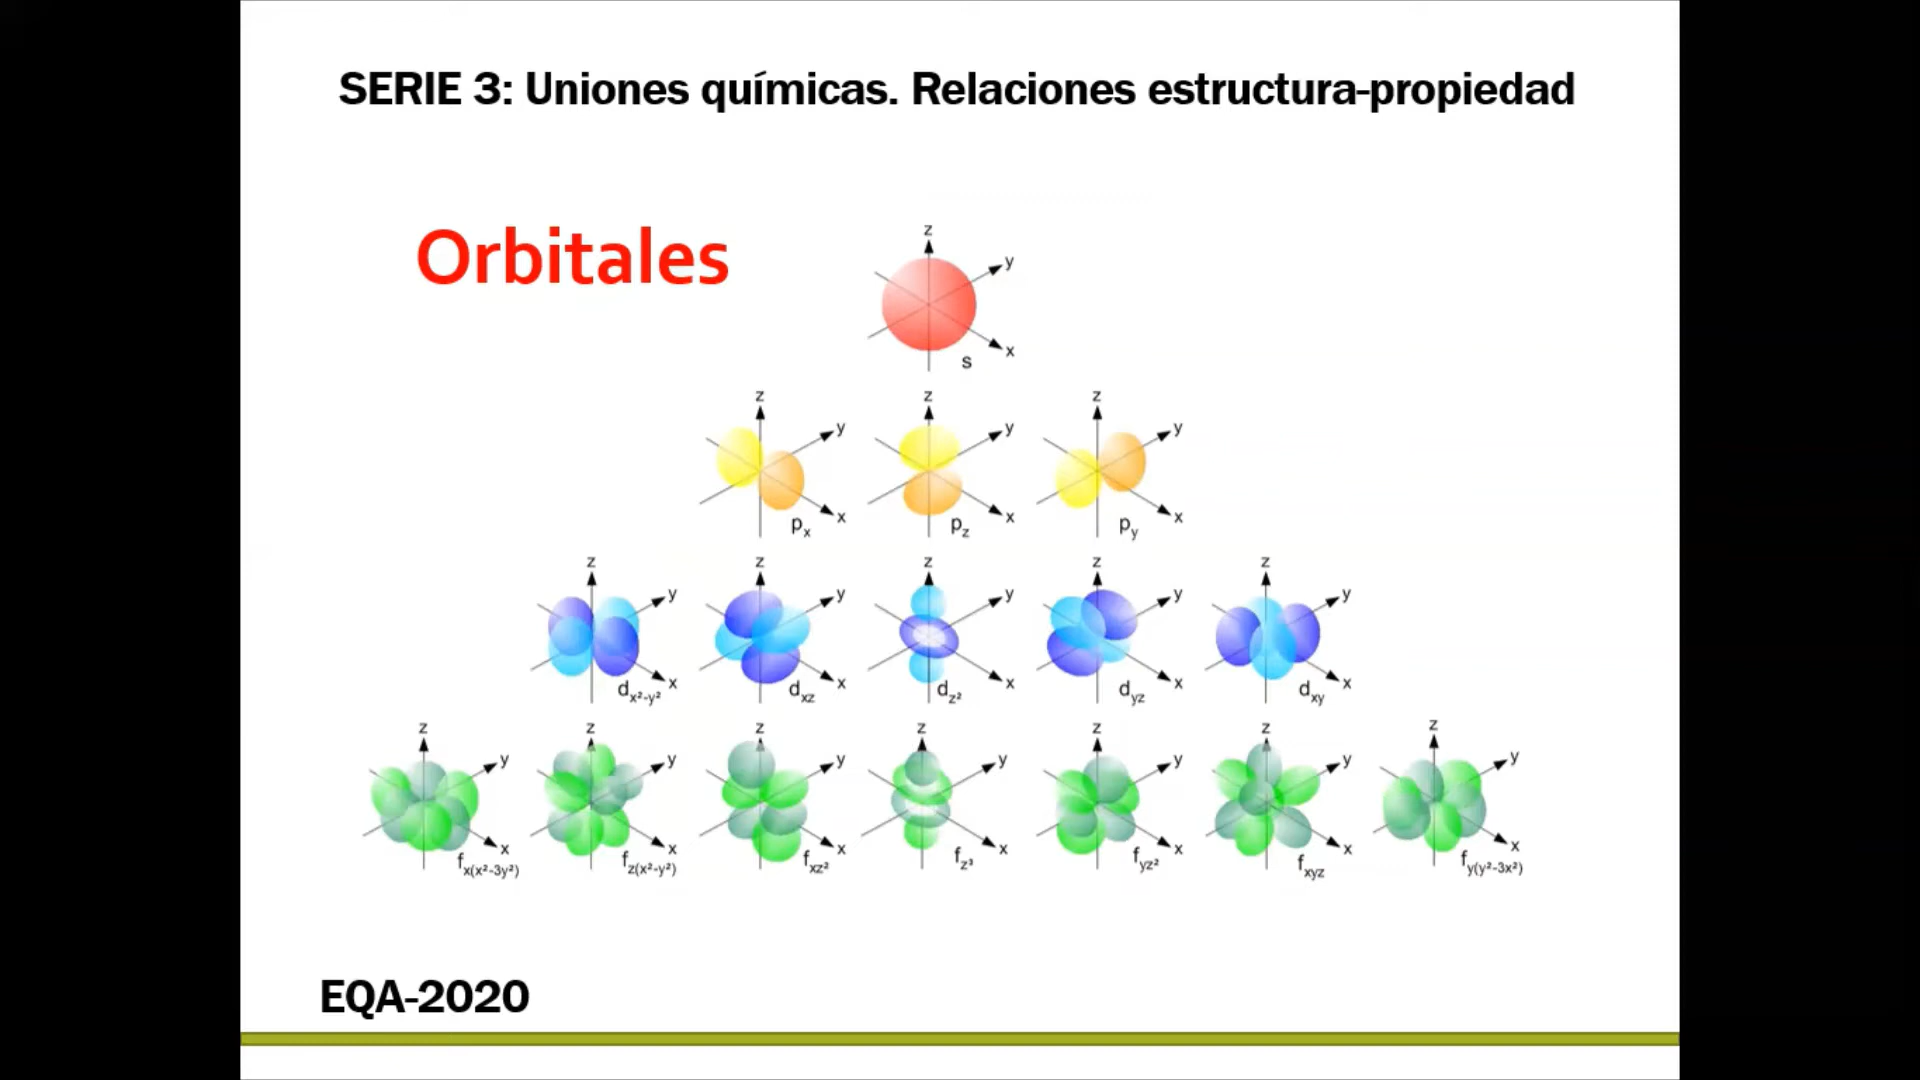 SERIE 3: Uniones químicas. Relaciones estructura-propiedad
Orbitales
z
y
x
s
z z z
y y y
x x x
pₓ p_z p_y
z z z z z
y y y y y
x x x x x
d_x²-y² d_xz d_z² d_yz d_xy
z z z z z z z
y y y y y y y
x x x x x x x
f_x(x²-3y²) f_z(x²-y²) f_xz² f_z³ f_yz² f_xyz f_y(y²-3x²)
EQA-2020